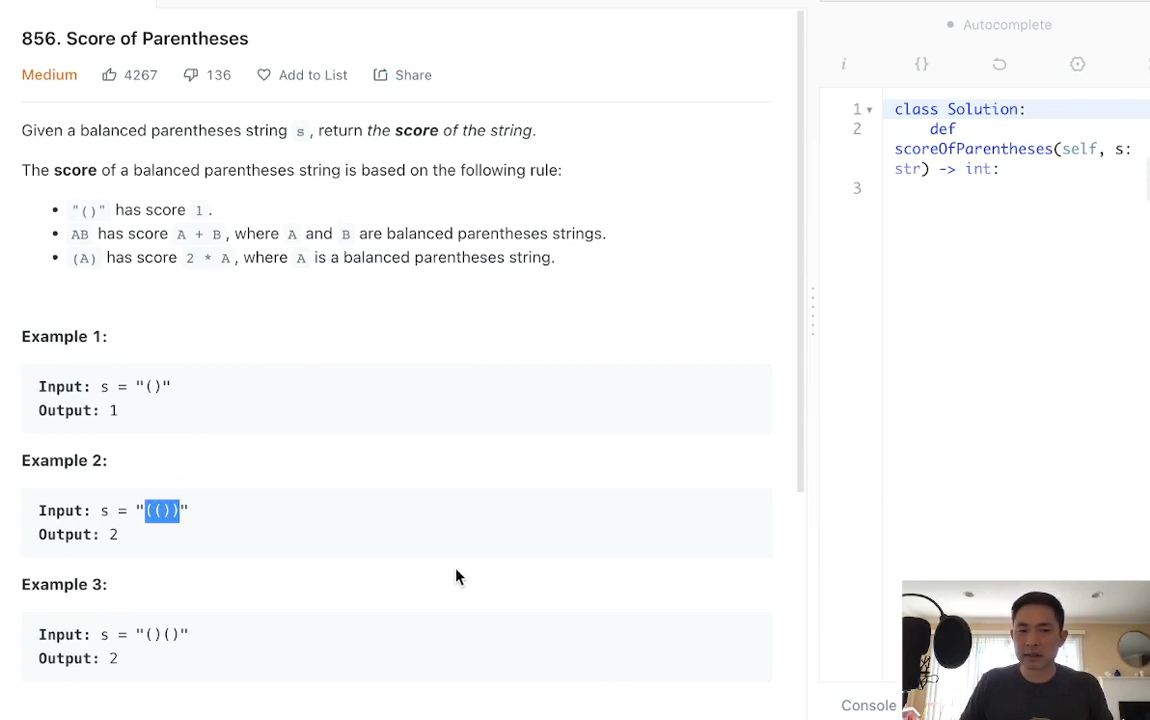 856. Score of Parentheses
Medium 4267 136 Add to List Share
Given a balanced parentheses string s, return the score of the string.
The score of a balanced parentheses string is based on the following rule:
• "()" has score 1.
• AB has score A + B, where A and B are balanced parentheses strings.
• (A) has score 2 * A, where A is a balanced parentheses string.
Example 1:
Input: s = "()"
Output: 1
Example 2:
Input: s = "(())"
Output: 2
Example 3:
Input: s = "()()"
Output: 2
Autocomplete
i {}
1 class Solution:
2 def
scoreOfParentheses(self, s:
str) -> int:
3
Console